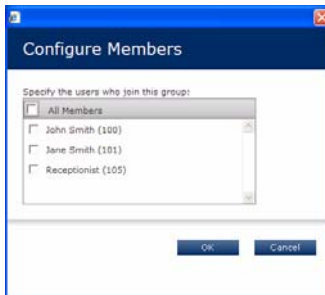 Configure Members
Specify the users who join this group:
All Members
John Smith (100)
Jane Smith (101)
Receptionist (105)
OK
Cancel